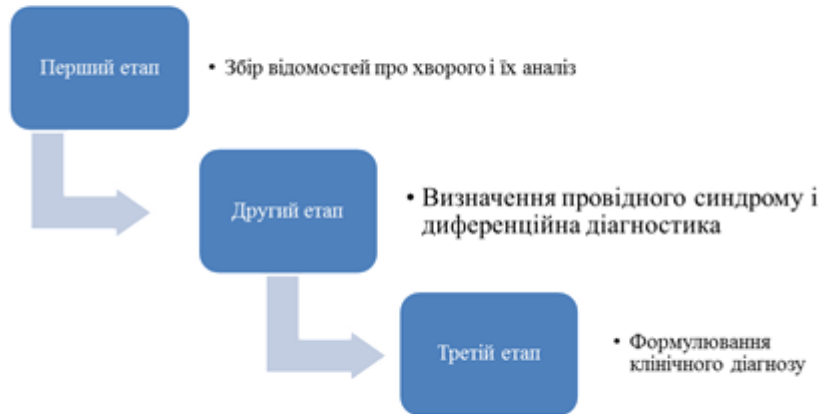 Перший етап
• Збір відомостей про хворого і їх аналіз
Другий етап
• Визначення провідного синдрому і
диференційна діагностика
Третій етап
• Формулювання
клінічного діагнозу